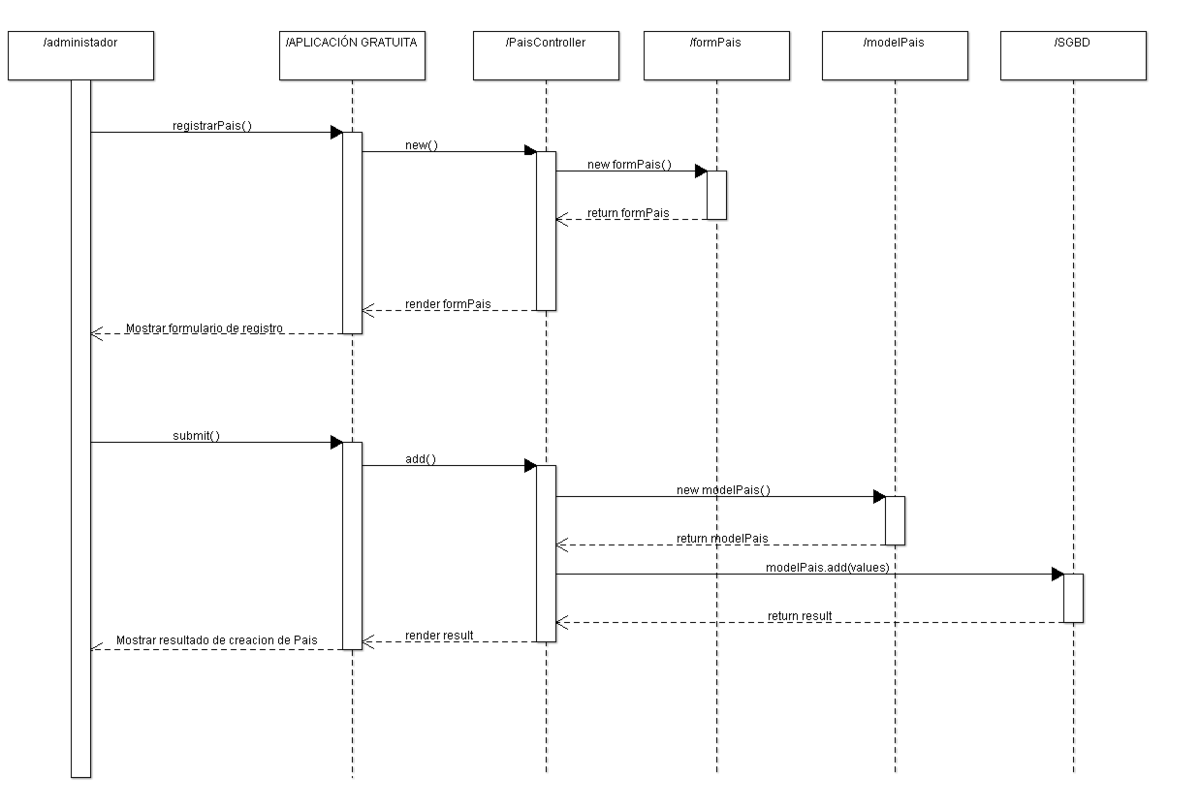 /administador
/APLICACIÓN GRATUITA
/PaisController
/formPais
/modelPais
/SGBD
registrarPais()
new()
new formPais()
return formPais
render formPais
Mostrar formulario de registro
submit()
add()
new modelPais()
return modelPais
modelPais.add(values)
return result
render result
Mostrar resultado de creacion de Pais